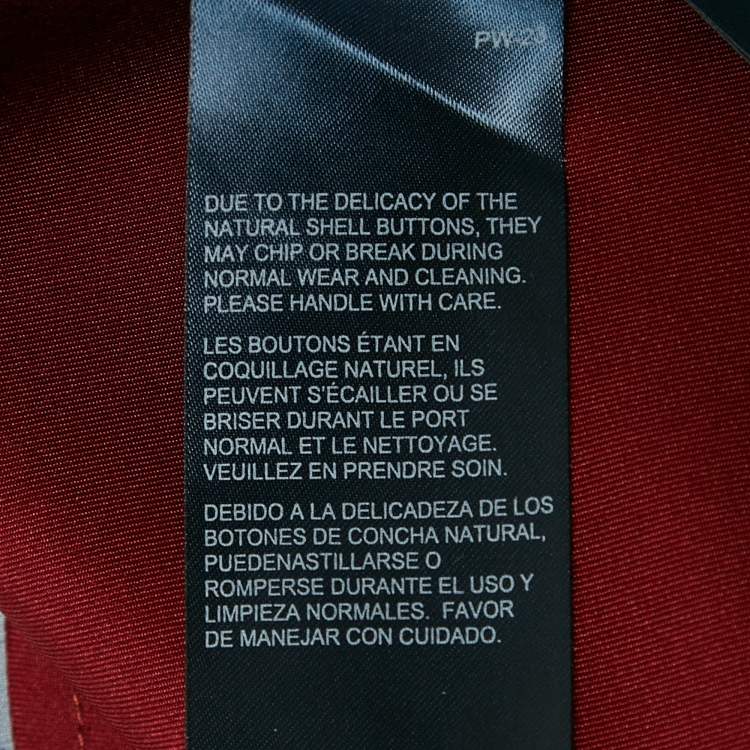 PW-28
DUE TO THE DELICACY OF THE
NATURAL SHELL BUTTONS, THEY
MAY CHIP OR BREAK DURING
NORMAL WEAR AND CLEANING.
PLEASE HANDLE WITH CARE.
LES BOUTONS ÉTANT EN
COQUILLAGE NATUREL, ILS
PEUVENT S'ÉCAILLER OU SE
BRISER DURANT LE PORT
NORMAL ET LE NETTOYAGE.
VEUILLEZ EN PRENDRE SOIN.
DEBIDO A LA DELICADEZA DE LOS
BOTONES DE CONCHA NATURAL,
PUEDENASTILLARSE O
ROMPERSE DURANTE EL USO Y
LIMPIEZA NORMALES. FAVOR
DE MANEJAR CON CUIDADO.